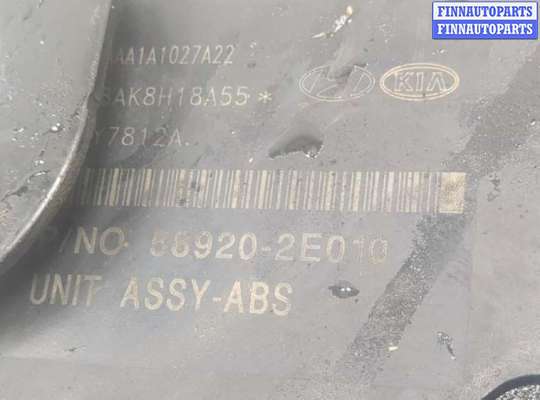 FINNAUTOPARTS
FINNAUTOPARTS
AA1A1027A22
AK8H18A55*
Y7812A
KIA
P/NO. 58920-2E010
UNIT ASSY-ABS